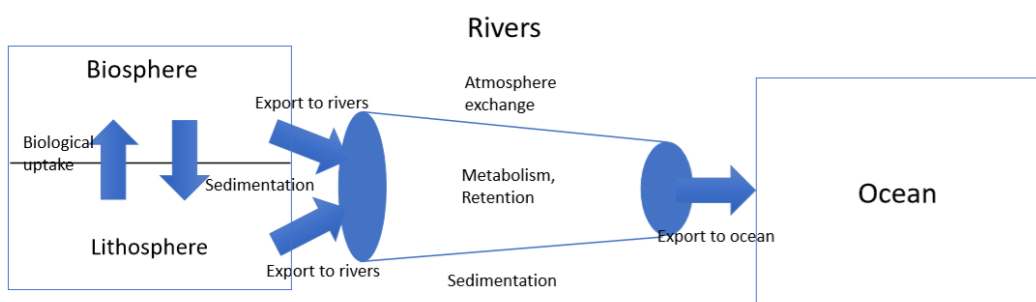 Rivers
Biosphere
Biological
uptake
Sedimentation
Lithosphere
Export to rivers
Export to rivers
Atmosphere
exchange
Metabolism,
Retention
Sedimentation
Export to ocean
Ocean